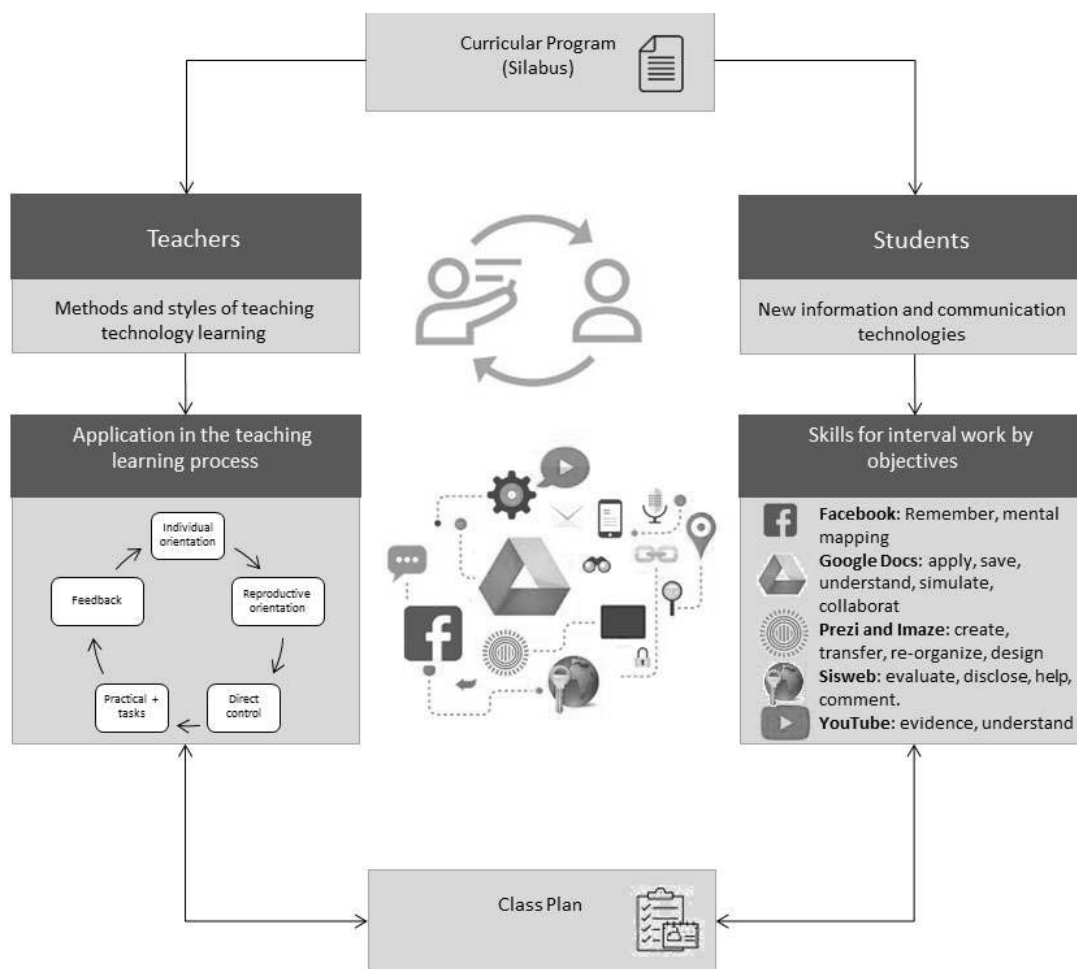 Curricular Program
(Silabus)
Teachers
Students
Methods and styles of teaching
technology learning
New information and communication
technologies
Application in the teaching
learning process
Skills for interval work by
objectives
Individual
orientation
Reproductive
orientation
Direct
control
Practical +
tasks
Feedback
Facebook: Remember, mental
mapping
Google Docs: apply, save,
understand, simulate,
collaborat
Prezi and Imaze: create,
transfer, re-organize, design
Sisweb: evaluate, disclose, help,
comment.
YouTube: evidence, understand
Class Plan